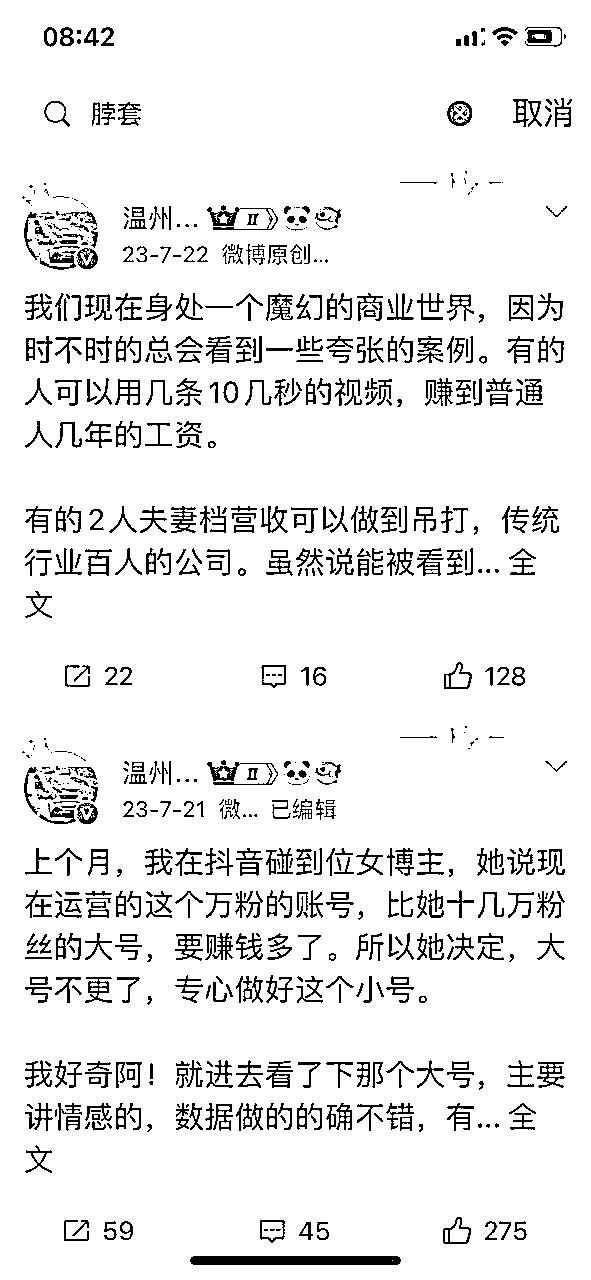 08:42
脖套
取消
温州... II
23-7-22 微博原创...
我们现在身处一个魔幻的商业世界，因为
时不时的总会看到一些夸张的案例。有的
人可以用几条10几秒的视频，赚到普通
人几年的工资。
有的2人夫妻档营收可以做到吊打，传统
行业百人的公司。虽然说能被看到... 全
文
22
16
128
温州... II
23-7-21 微... 已编辑
上个月，我在抖音碰到位女博主，她说现
在运营的这个万粉的账号，比她十几万粉
丝的大号，要赚钱多了。所以她决定，大
号不更了，专心做好这个小号。
我好奇阿！就进去看了下那个大号，主要
讲情感的，数据做的的确不错，有... 全
文
59
45
275